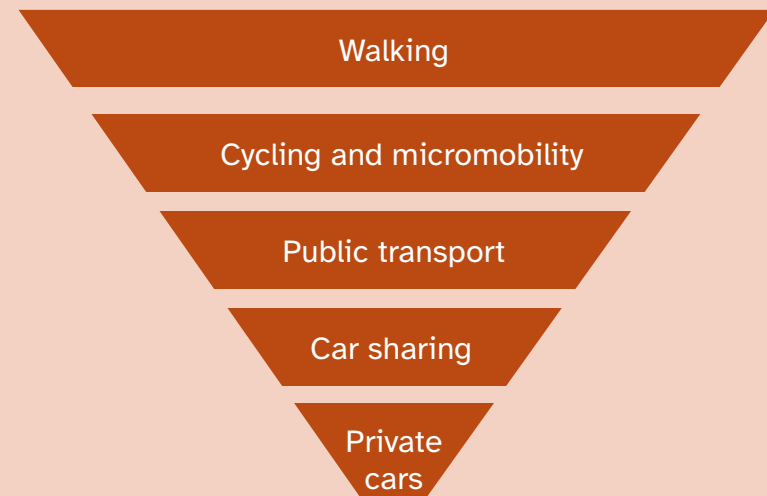 Walking
Cycling and micromobility
Public transport
Car sharing
Private
cars